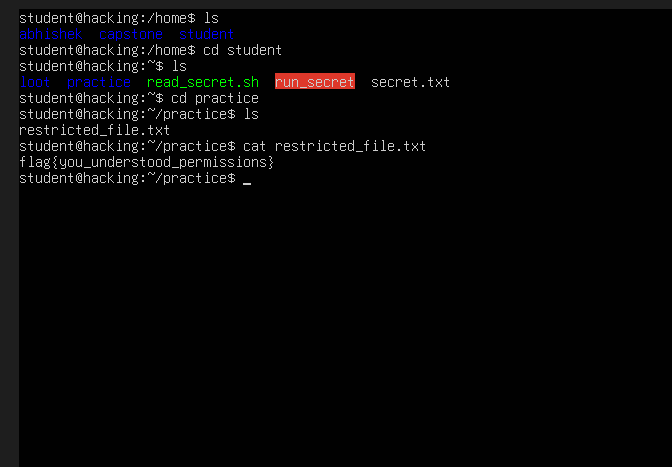 student@hacking:/home$ ls
abhishek  capstone  student
student@hacking:/home$ cd student
student@hacking:~$ ls
loot  practice  read_secret.sh  run_secret  secret.txt
student@hacking:~$ cd practice
student@hacking:~/practice$ ls
restricted_file.txt
student@hacking:~/practice$ cat restricted_file.txt
flag{you_understood_permissions}
student@hacking:~/practice$ _